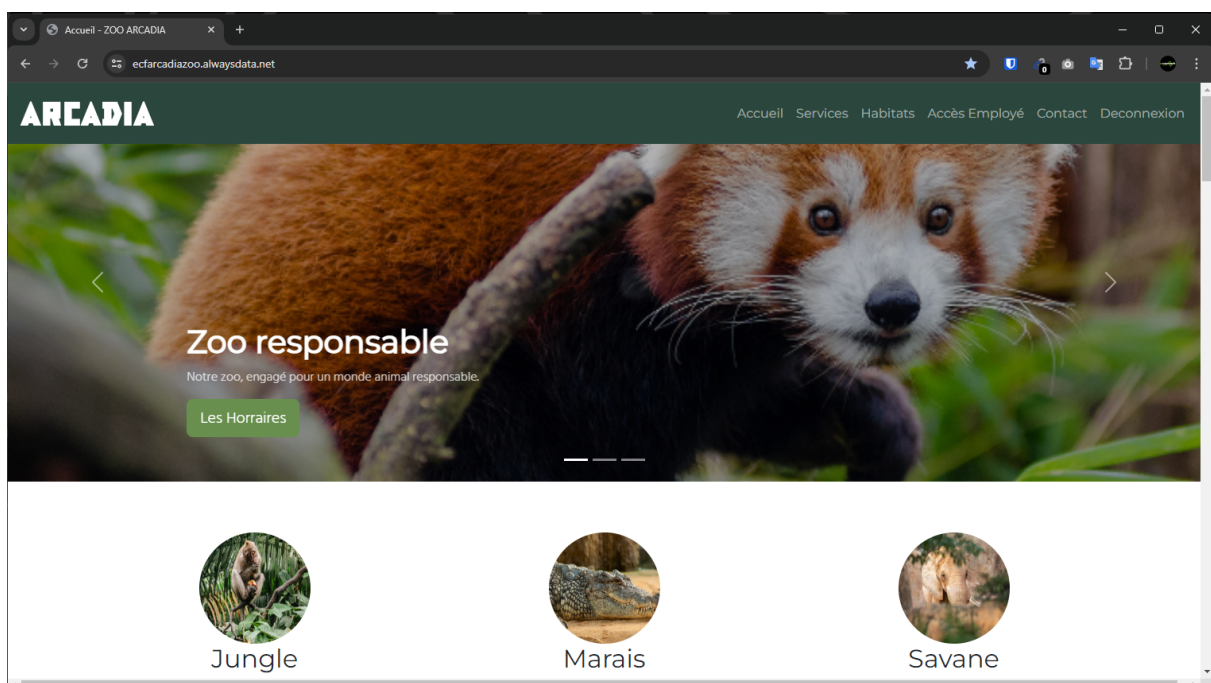 Accueil - ZOO ARCADIA
ecfarcadiazoo.alwaysdata.net
0
ARCADIA
Accueil Services Habitats Accès Employé Contact Deconnexion
Zoo responsable
Notre zoo, engagé pour un monde animal responsable.
Les Horraires
Jungle Marais Savane